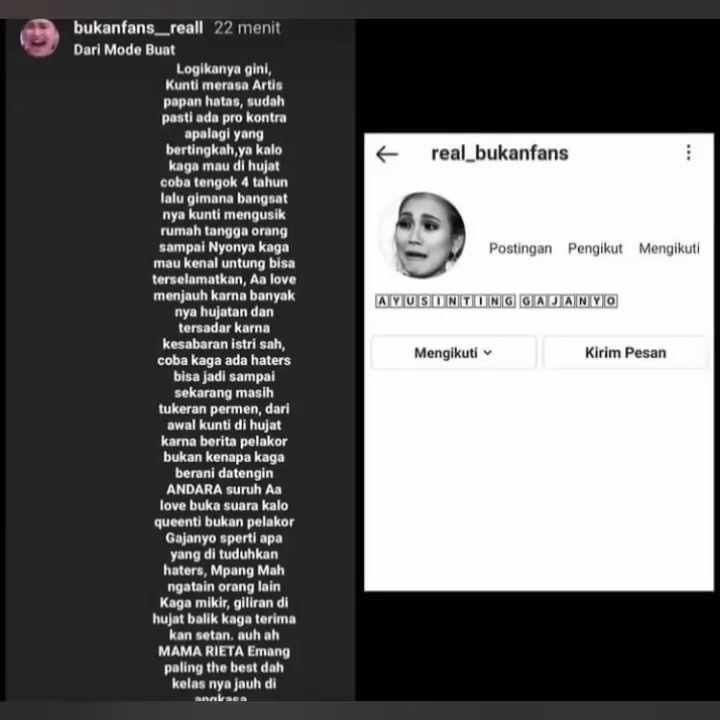 bukanfans__reall 22 menit
Dari Mode Buat
Logikanya gini,
Kunti merasa Artis
papan hatas, sudah
pasti ada pro kontra
apalagi yang
bertingkah,ya kalo
kaga mau di hujat
coba tengok 4 tahun
lalu gimana bangsat
nya kunti mengusik
rumah tangga orang
sampai Nyonya kaga
mau kenal untung bisa
terselamatkan, Aa love
menjauh karna banyak
nya hujatan dan
tersadar karna
kesabaran istri sah,
coba kaga ada haters
bisa jadi sampai
sekarang masih
tukeran permen, dari
awal kunti di hujat
karna berita pelakor
bukan kenapa kaga
berani datengin
ANDARA suruh Aa
love buka suara kalo
queenti bukan pelakor
Gajanyo sperti apa
yang di tuduhkan
haters, Mpang Mah
ngatain orang lain
Kaga mikir, giliran di
hujat balik kaga terima
kan setan. auh ah
MAMA RIETA Emang
paling the best dah
kelas nya jauh di
angkasa
real_bukanfans
Postingan Pengikut Mengikuti
🄰🅈🅄🅂🄸🄽🅃🄸🄽🄶 🄶🄰🄹🄰🄽🅈🄾
Mengikuti
Kirim Pesan